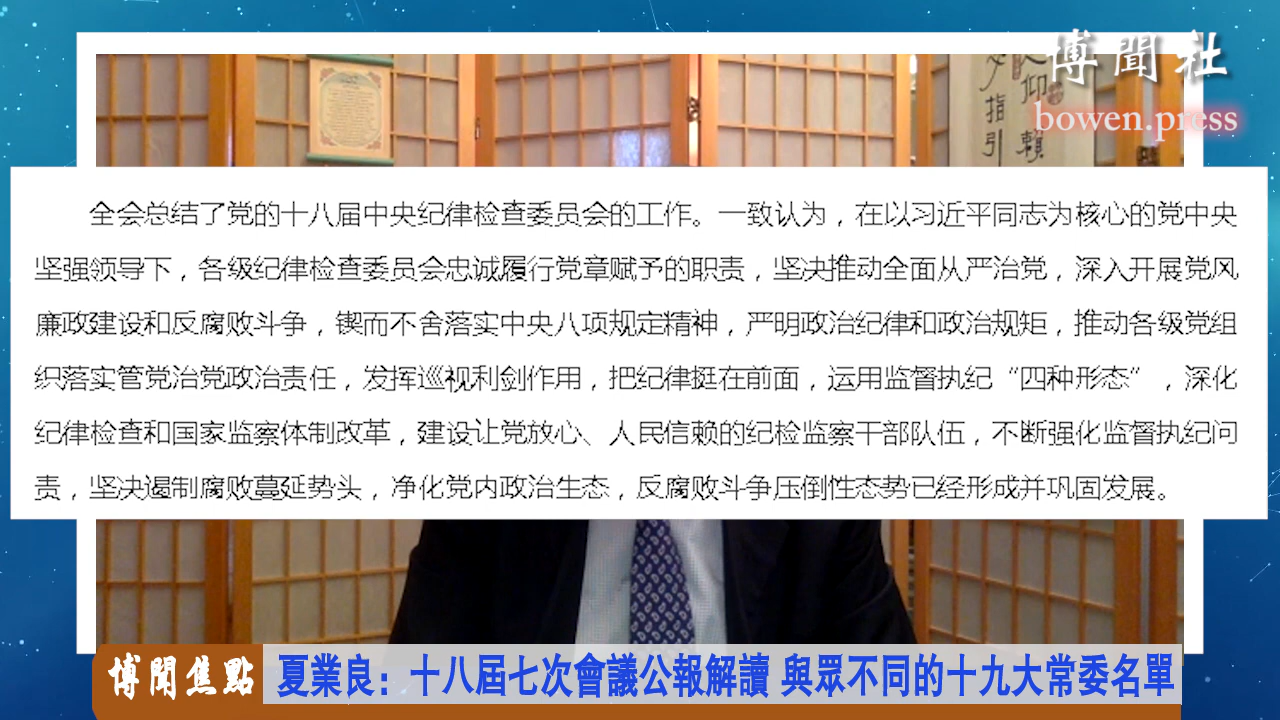 博聞社
bowen.press
仰賴
指引
全会总结了党的十八届中央纪律检查委员会的工作。一致认为，在以习近平同志为核心的党中央
坚强领导下，各级纪律检查委员会忠诚履行党章赋予的职责，坚决推动全面从严治党，深入开展党风
廉政建设和反腐败斗争，锲而不舍落实中央八项规定精神，严明政治纪律和政治规矩，推动各级党组
织落实管党治党政治责任，发挥巡视利剑作用，把纪律挺在前面，运用监督执纪“四种形态”，深化
纪律检查和国家监察体制改革，建设让党放心、人民信赖的纪检监察干部队伍，不断强化监督执纪问
责，坚决遏制腐败蔓延势头，净化党内政治生态，反腐败斗争压倒性态势已经形成并巩固发展。
博聞焦點
夏業良：十八屆七次會議公報解讀 與眾不同的十九大常委名單